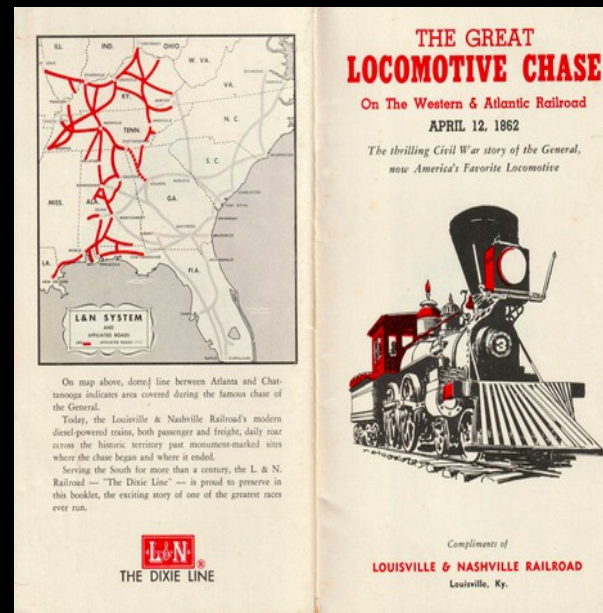 ILL.
IND.
OHIO
W. VA.
VA.
KY.
N. C.
TENN.
S. C.
MISS.
ALA.
GA.
LA.
FLA.
L&N SYSTEM
AND
AFFILIATED ROADS
AFFILIATED ROADS
On map above, dotted line between Atlanta and Chat-
tanooga indicates area covered during the famous chase of
the General.
Today, the Louisville & Nashville Railroad's modern
diesel-powered trains, both passenger and freight, daily roar
across the historic territory past monument-marked sites
where the chase began and where it ended.
Serving the South for more than a century, the L. & N.
Railroad — "The Dixie Line" — is proud to preserve in
this booklet, the exciting story of one of the greatest races
ever run.
L&N ®
THE DIXIE LINE
THE GREAT
LOCOMOTIVE CHASE
On The Western & Atlantic Railroad
APRIL 12, 1862
The thrilling Civil War story of the General,
now America's Favorite Locomotive
3
Compliments of
LOUISVILLE & NASHVILLE RAILROAD
Louisville, Ky.